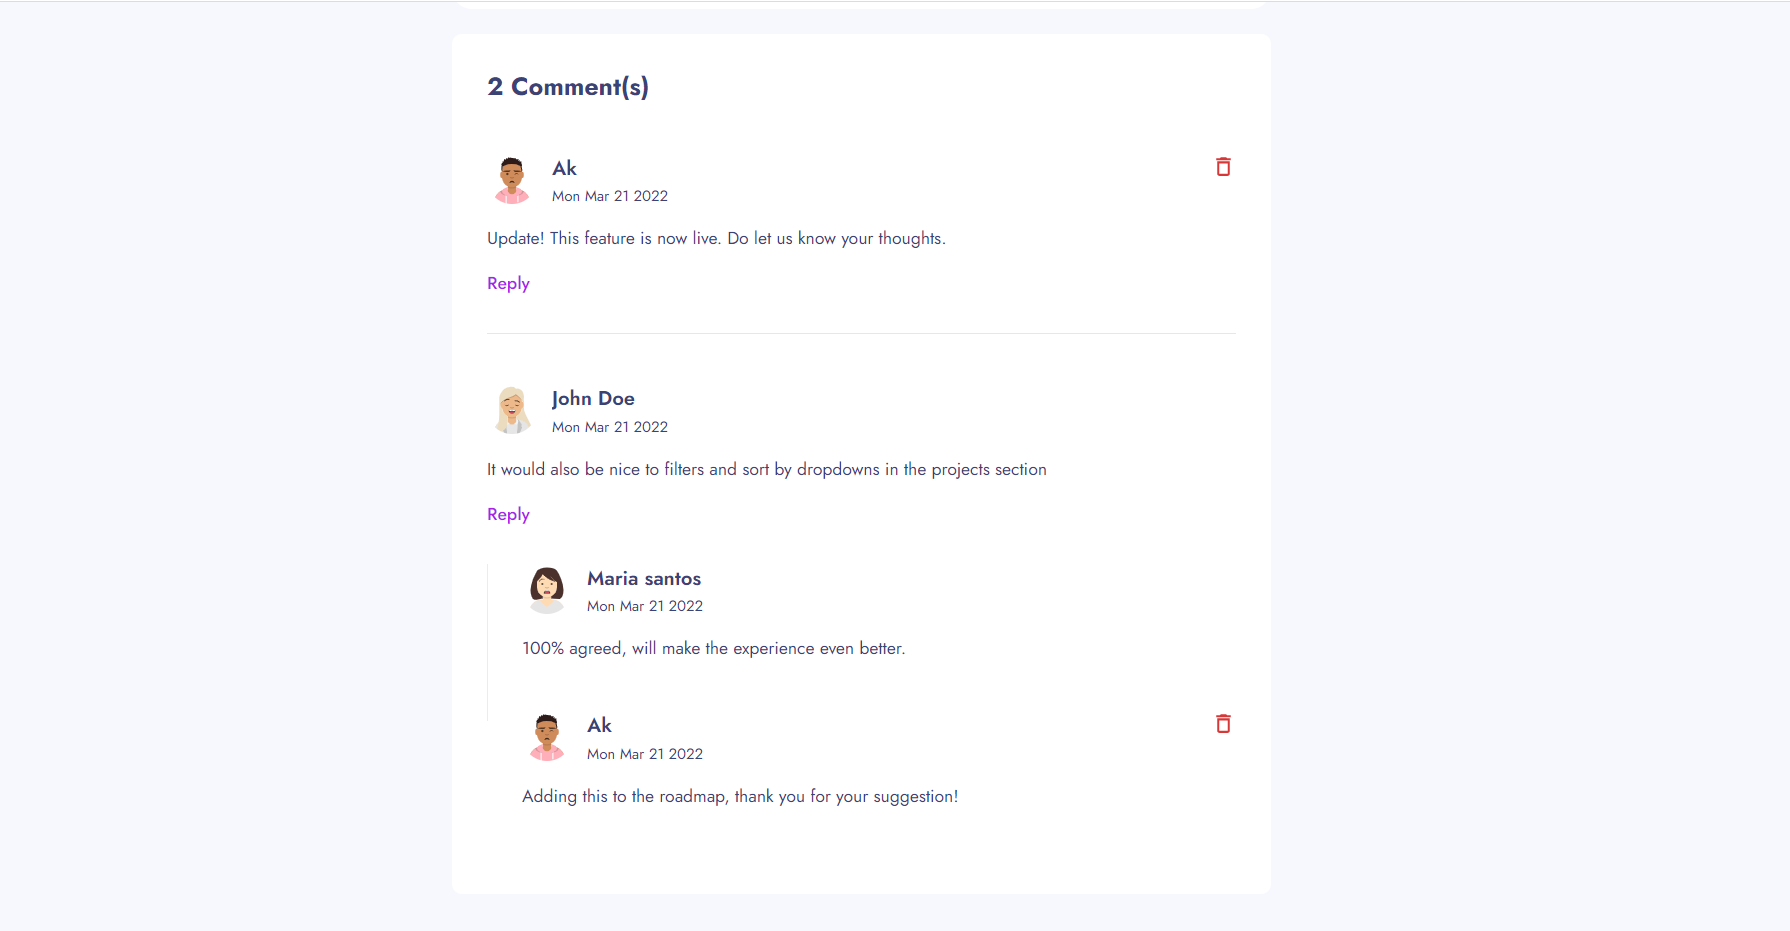 2 Comment(s)
Ak
Mon Mar 21 2022
Update! This feature is now live. Do let us know your thoughts.
Reply
John Doe
Mon Mar 21 2022
It would also be nice to filters and sort by dropdowns in the projects section
Reply
Maria santos
Mon Mar 21 2022
100% agreed, will make the experience even better.
Ak
Mon Mar 21 2022
Adding this to the roadmap, thank you for your suggestion!